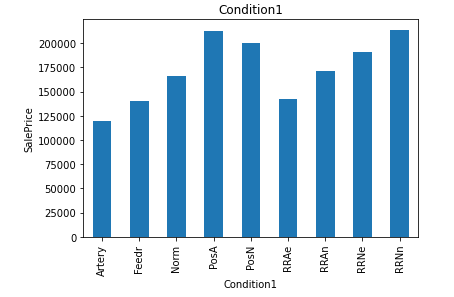 Condition1
SalePrice
200000
175000
150000
125000
100000
75000
50000
25000
0
Artery
Feedr
Norm
PosA
PosN
RRAe
RRAn
RRNe
RRNn
Condition1